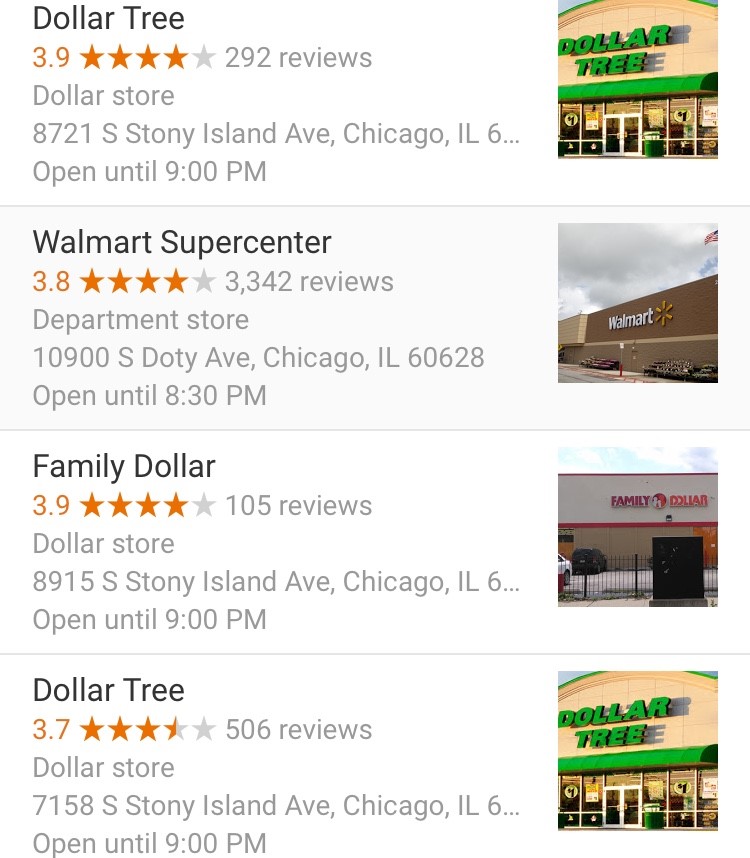 Dollar Tree
3.9 ★★★★★ 292 reviews
Dollar store
8721 S Stony Island Ave, Chicago, IL 6...
Open until 9:00 PM
DOLLAR
TREE
Walmart Supercenter
3.8 ★★★★★ 3,342 reviews
Department store
10900 S Doty Ave, Chicago, IL 60628
Open until 8:30 PM
Walmart
Family Dollar
3.9 ★★★★★ 105 reviews
Dollar store
8915 S Stony Island Ave, Chicago, IL 6...
Open until 9:00 PM
FAMILY DOLLAR
Dollar Tree
3.7 ★★★★★ 506 reviews
Dollar store
7158 S Stony Island Ave, Chicago, IL 6...
Open until 9:00 PM
DOLLAR
TREE